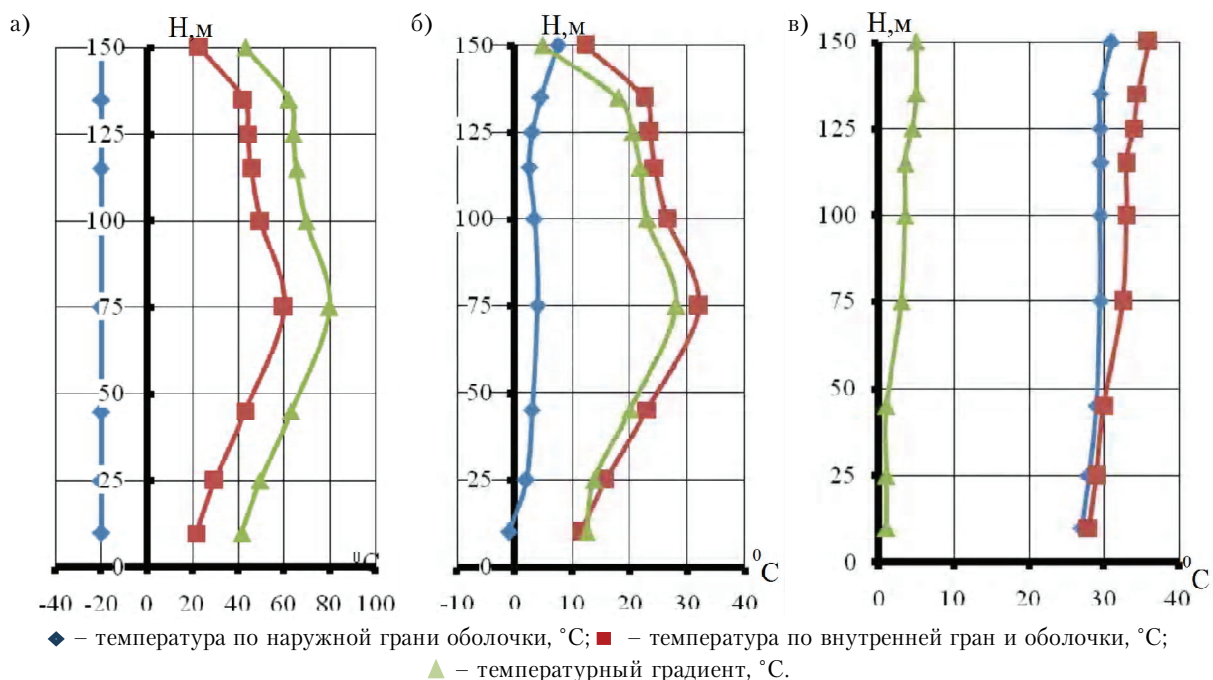 а) Н,м б) Н,м в) Н,м
150 150 150
125 125 125
100 100 100
75 75 75
50 50 50
25 25 25
0 0 0
⁰С ⁰С ⁰С
-40 -20 0 20 40 60 80 100 -10 0 10 20 30 40 0 10 20 30 40
– температура по наружной грани оболочки, °С; – температура по внутренней гран и оболочки, °С;
– температурный градиент, °С.